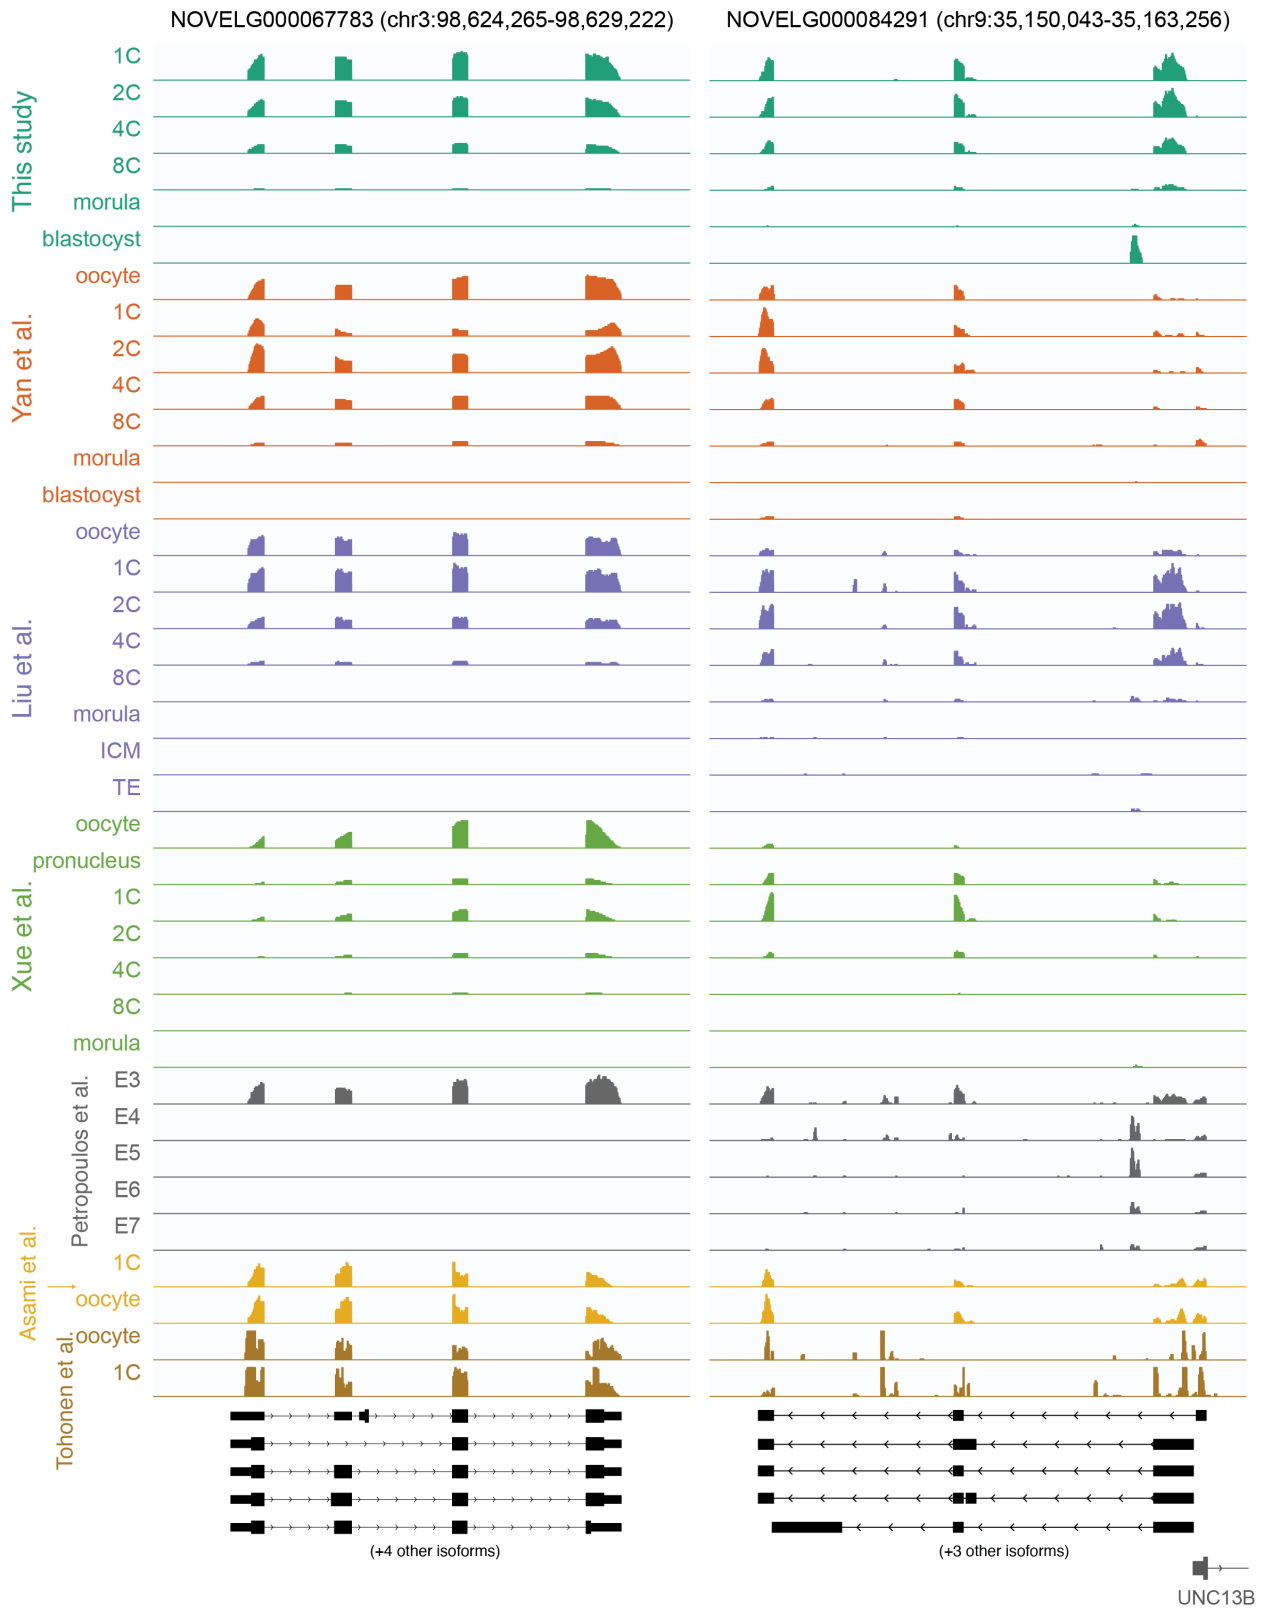 NOVELG000067783 (chr3:98,624,265-98,629,222)
NOVELG000084291 (chr9:35,150,043-35,163,256)
This study
1C
2C
4C
8C
morula
blastocyst
Yan et al.
oocyte
1C
2C
4C
8C
morula
blastocyst
Liu et al.
oocyte
1C
2C
4C
8C
morula
ICM
TE
Xue et al.
oocyte
pronucleus
1C
2C
4C
8C
morula
Petropoulos et al.
E3
E4
E5
E6
E7
Asami et al.
1C
oocyte
Tohonen et al.
oocyte
1C
(+4 other isoforms)
(+3 other isoforms)
UNC13B